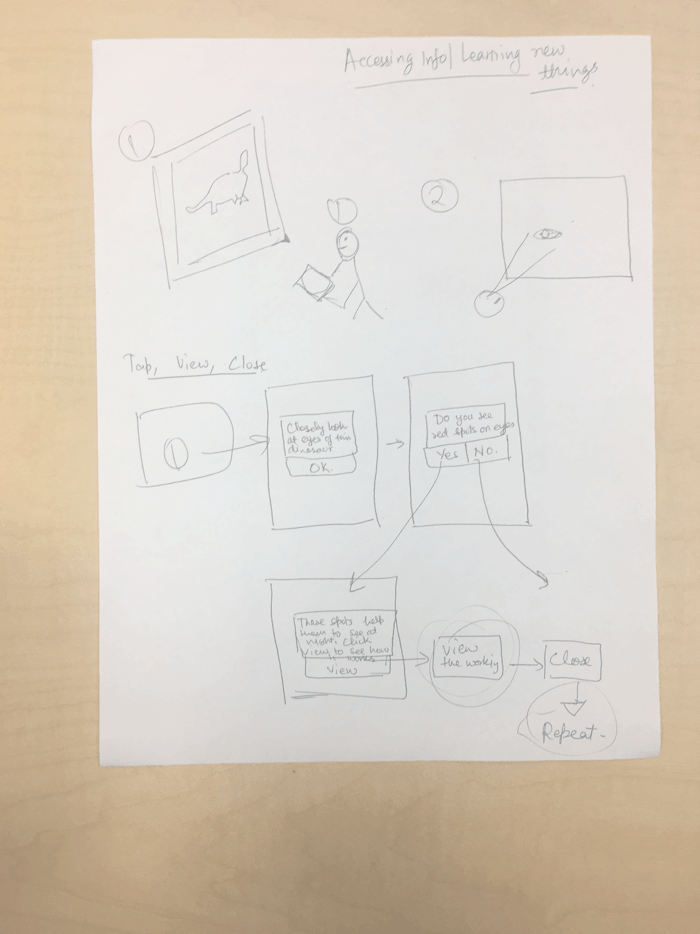 Accessing Info/ Learning new
things
1
1
2
Tab, View, Close
1
Closely look
at eyes of this
dinosaur
OK.
Do you see
red spots on eyes
Yes
No.
These spots help
them to see at
night. Click
View to see how
it works
View
View
the working
Close
Repeat-